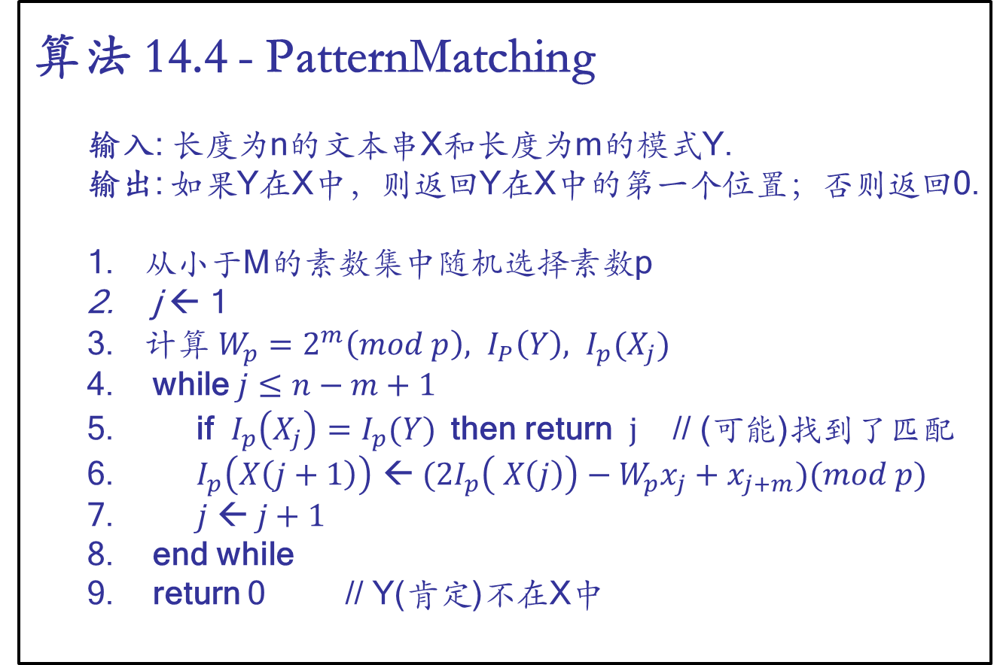 算法 14.4 - PatternMatching
输入: 长度为n的文本串X和长度为m的模式Y.
输出: 如果Y在X中，则返回Y在X中的第一个位置；否则返回0.
1. 从小于M的素数集中随机选择素数p
2. j ← 1
3. 计算 W_p = 2^m(mod p), I_P(Y), I_p(X_j)
4. while j ≤ n − m + 1
5. if I_p(X_j) = I_p(Y) then return j // (可能)找到了匹配
6. I_p(X(j + 1)) ← (2I_p( X(j)) − W_p x_j + x_{j+m})(mod p)
7. j ← j + 1
8. end while
9. return 0 // Y(肯定)不在X中